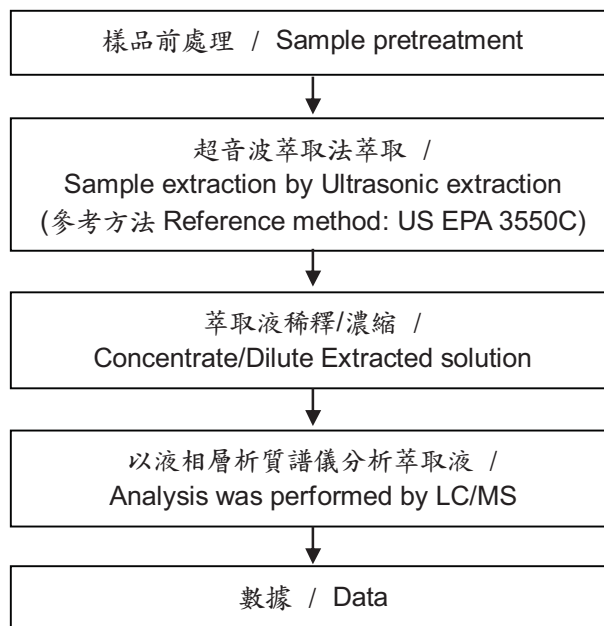 樣品前處理 / Sample pretreatment
超音波萃取法萃取 /
Sample extraction by Ultrasonic extraction
(參考方法 Reference method: US EPA 3550C)
萃取液稀釋/濃縮 /
Concentrate/Dilute Extracted solution
以液相層析質譜儀分析萃取液 /
Analysis was performed by LC/MS
數據 / Data